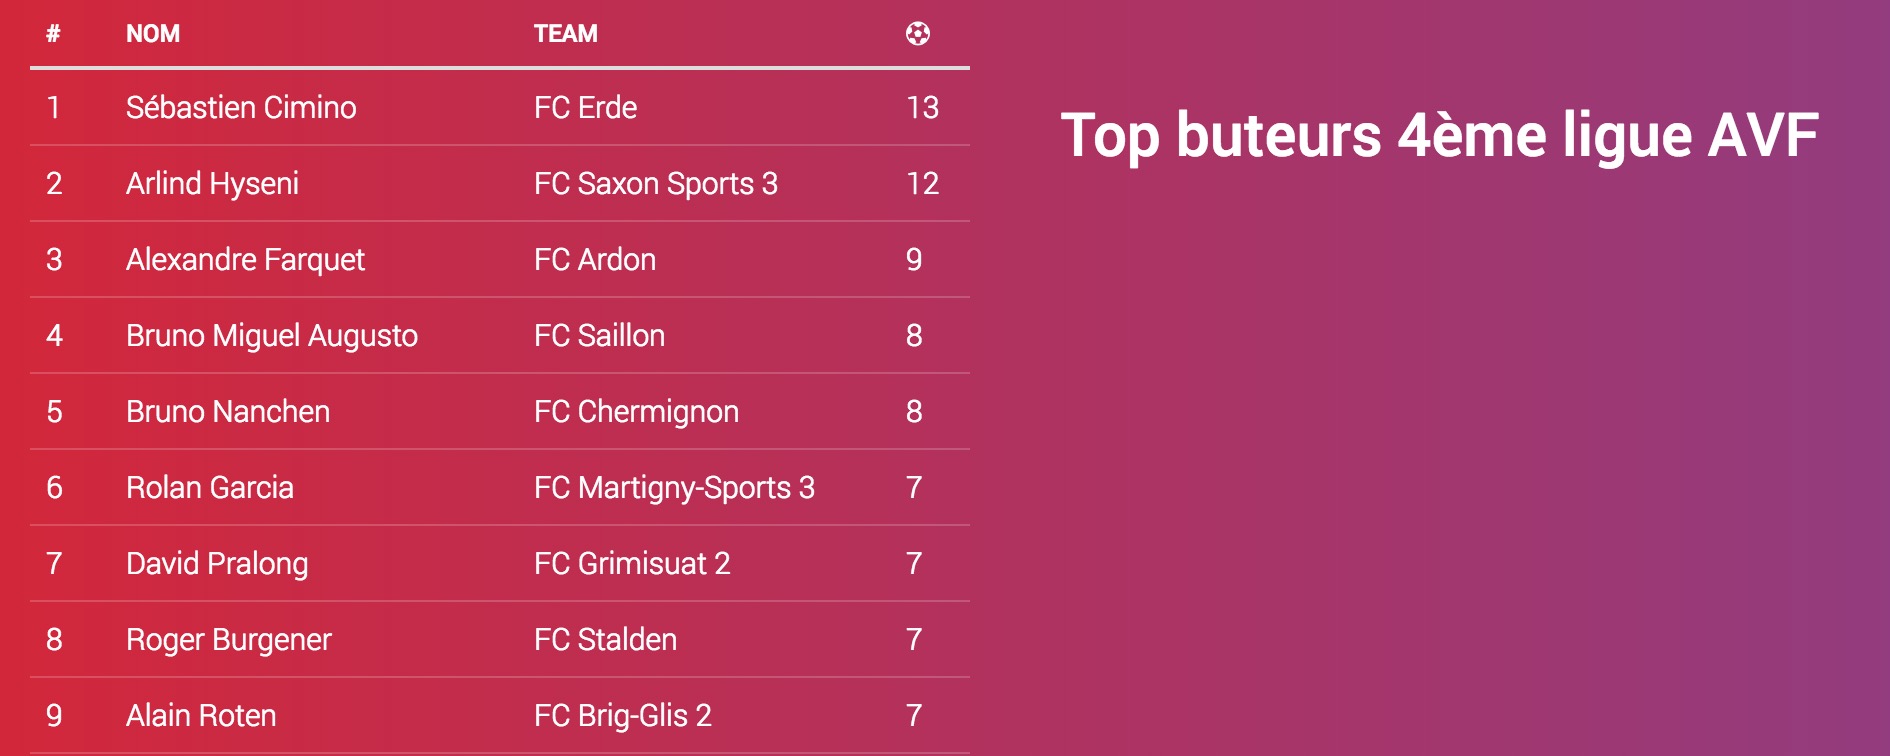 # NOM TEAM
1 Sébastien Cimino FC Erde 13
2 Arlind Hyseni FC Saxon Sports 3 12
3 Alexandre Farquet FC Ardon 9
4 Bruno Miguel Augusto FC Saillon 8
5 Bruno Nanchen FC Chermignon 8
6 Rolan Garcia FC Martigny-Sports 3 7
7 David Pralong FC Grimisuat 2 7
8 Roger Burgener FC Stalden 7
9 Alain Roten FC Brig-Glis 2 7
Top buteurs 4ème ligue AVF